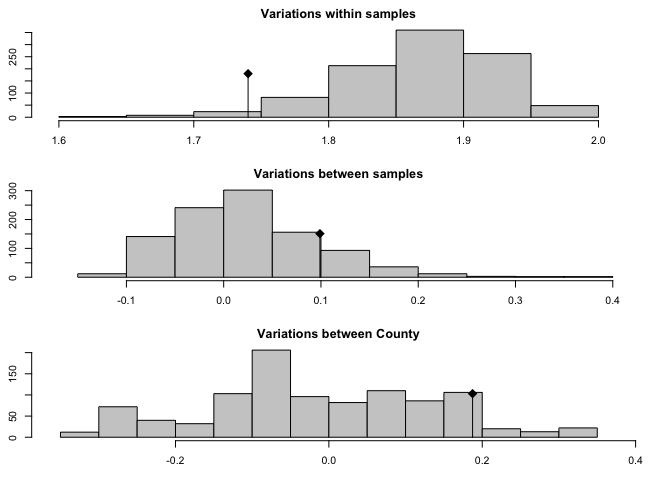 Variations within samples
250
100
0
1.6 1.7 1.8 1.9 2.0
Variations between samples
300
200
100
0
-0.1 0.0 0.1 0.2 0.3 0.4
Variations between County
150
50
0
-0.2 0.0 0.2 0.4